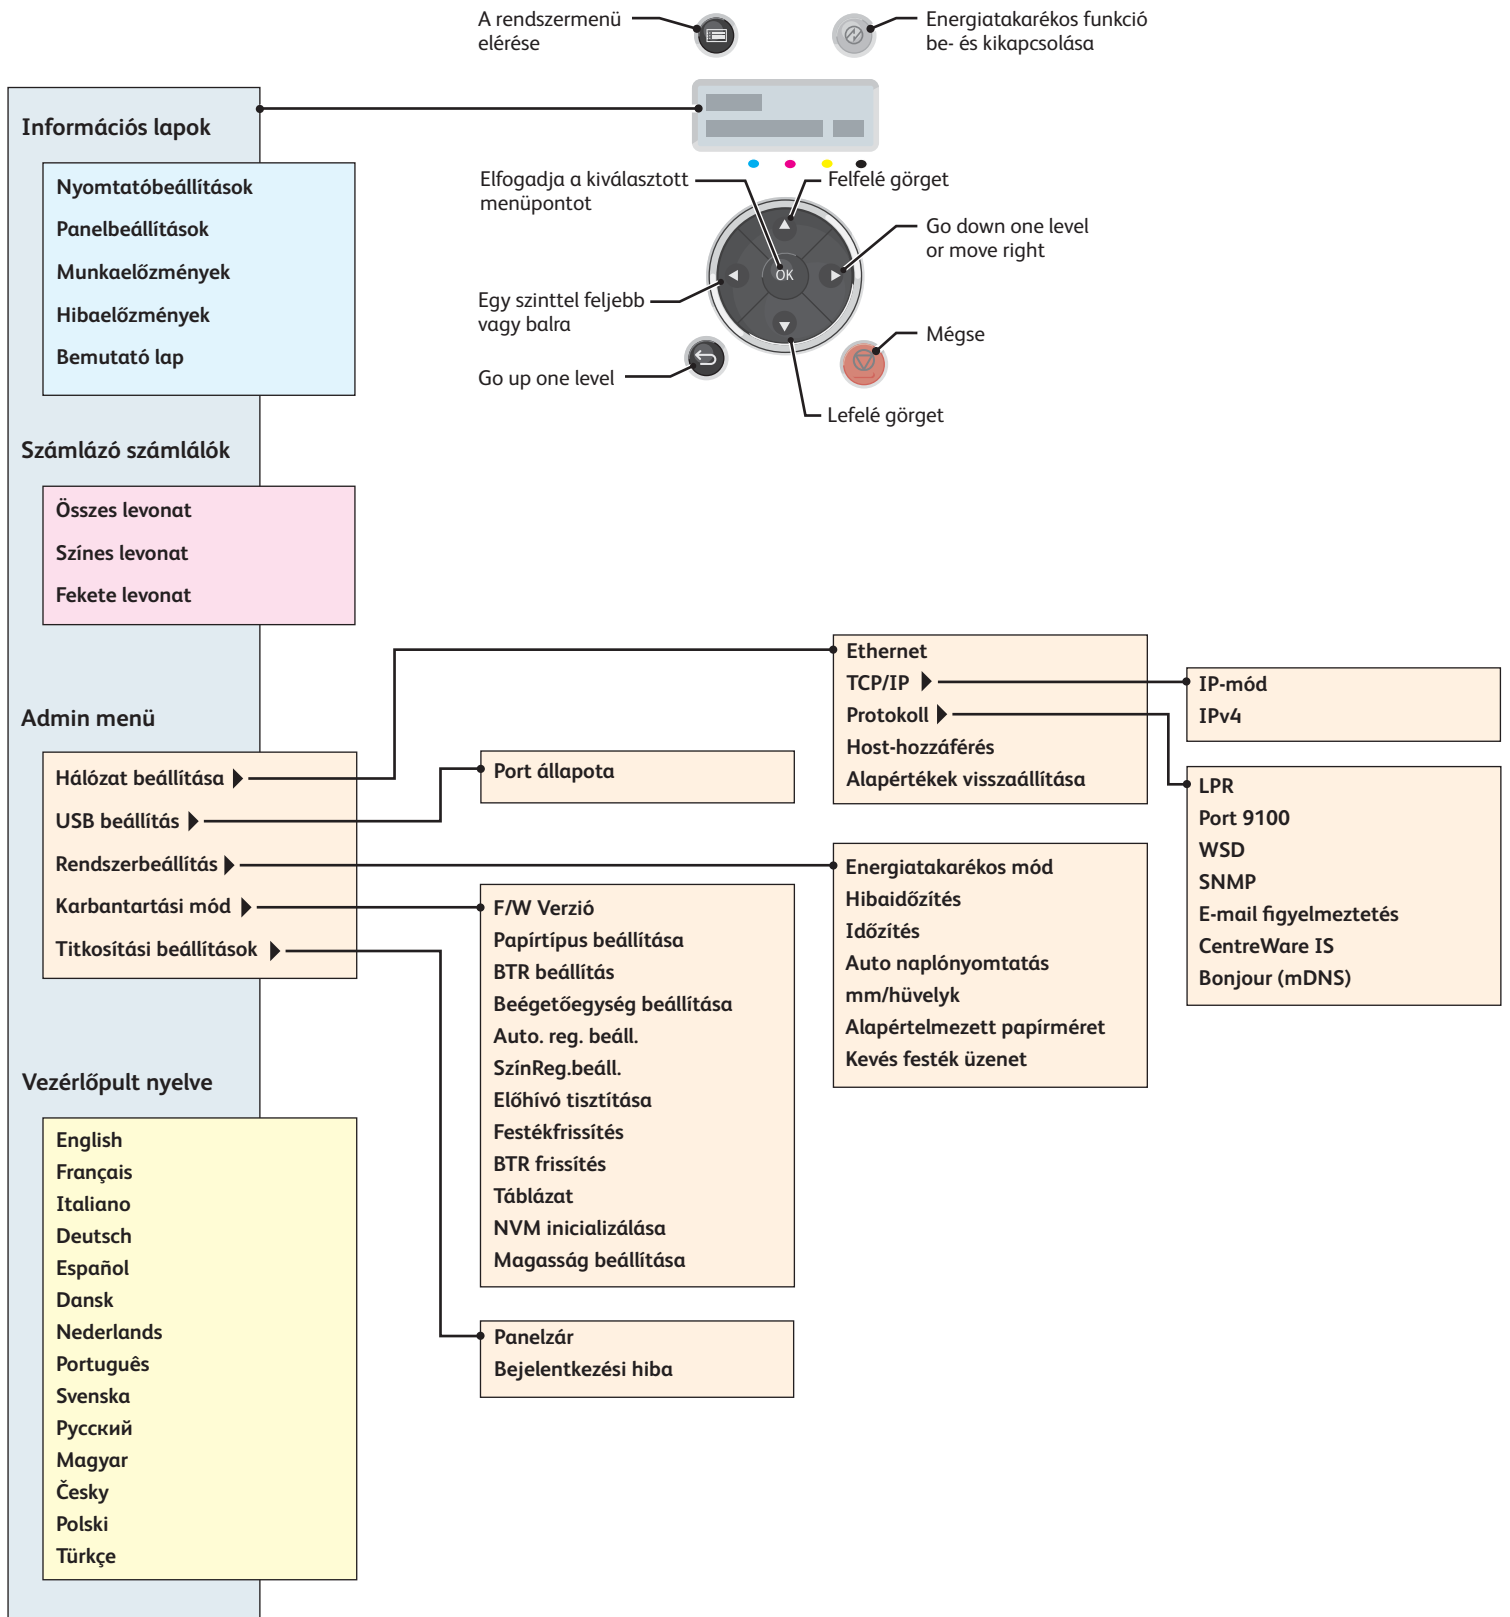 A rendszermenü
elérése
Energiatakarékos funkció
be- és kikapcsolása
Elfogadja a kiválasztott
menüpontot
Felfelé görget
Go down one level
or move right
OK
Egy szinttel feljebb
vagy balra
Mégse
Go up one level
Lefelé görget
Információs lapok
Nyomtatóbeállítások
Panelbeállítások
Munkaelőzmények
Hibaelőzmények
Bemutató lap
Számlázó számlálók
Összes levonat
Színes levonat
Fekete levonat
Admin menü
Hálózat beállítása
USB beállítás
Rendszerbeállítás
Karbantartási mód
Titkosítási beállítások
Port állapota
Ethernet
TCP/IP
Protokoll
Host-hozzáférés
Alapértékek visszaállítása
IP-mód
IPv4
LPR
Port 9100
WSD
SNMP
E-mail figyelmeztetés
CentreWare IS
Bonjour (mDNS)
Energiatakarékos mód
Hibaidőzítés
Időzítés
Auto naplónyomtatás
mm/hüvelyk
Alapértelmezett papírméret
Kevés festék üzenet
F/W Verzió
Papírtípus beállítása
BTR beállítás
Beégetőegység beállítása
Auto. reg. beáll.
SzínReg.beáll.
Előhívó tisztítása
Festékfrissítés
BTR frissítés
Táblázat
NVM inicializálása
Magasság beállítása
Panelzár
Bejelentkezési hiba
Vezérlőpult nyelve
English
Français
Italiano
Deutsch
Español
Dansk
Nederlands
Português
Svenska
Русский
Magyar
Česky
Polski
Türkçe